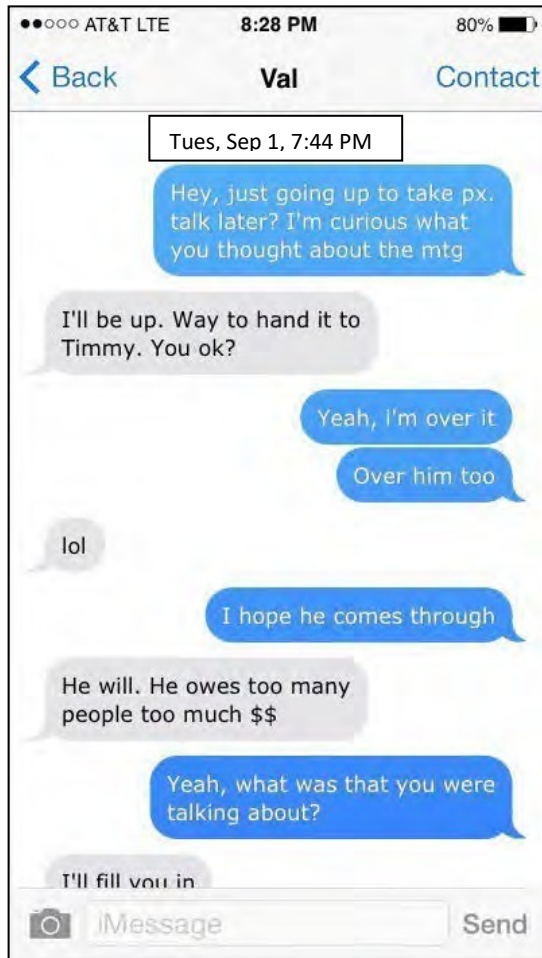 ●●○○○ AT&T LTE 8:28 PM 80%
Back Val Contact
Tues, Sep 1, 7:44 PM
Hey, just going up to take px.
talk later? I'm curious what
you thought about the mtg
I'll be up. Way to hand it to
Timmy. You ok?
Yeah, i'm over it
Over him too
lol
I hope he comes through
He will. He owes too many
people too much $$
Yeah, what was that you were
talking about?
I'll fill you in
iMessage Send